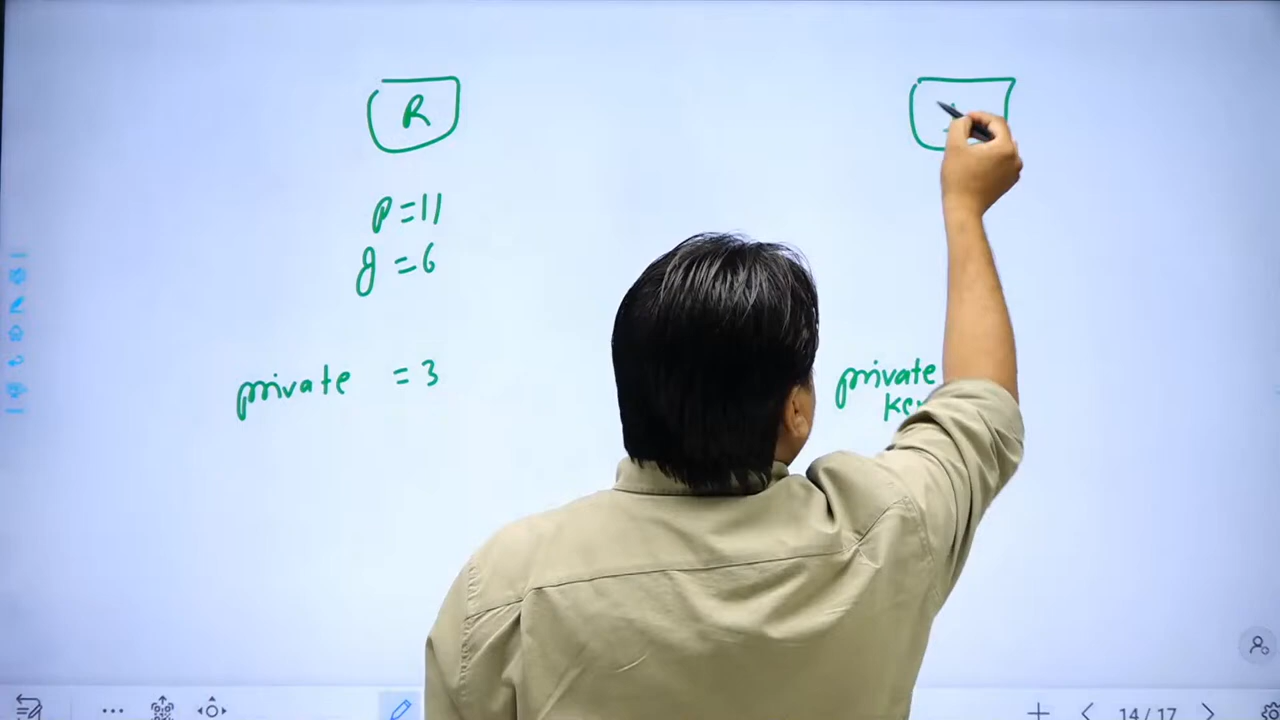 R
p=11
g=6
private = 3
private
14/17